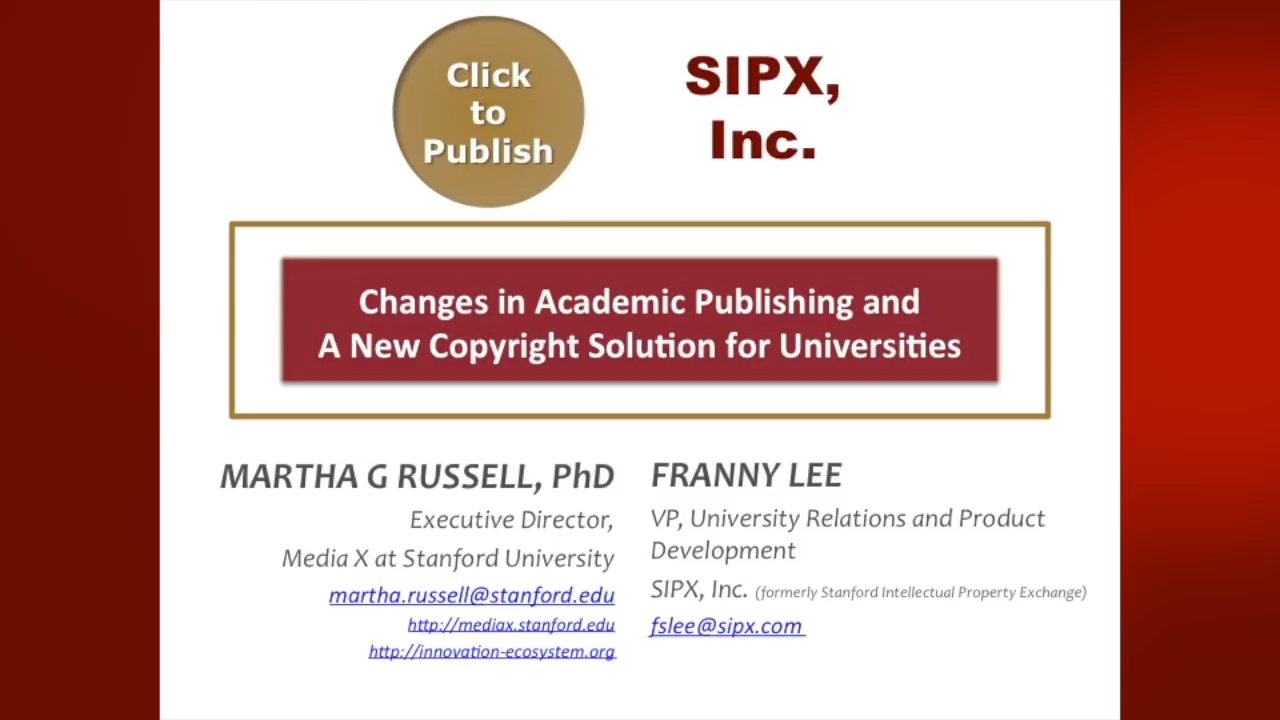 Click
to
Publish
SIPX,
Inc.
Changes in Academic Publishing and
A New Copyright Solution for Universities
MARTHA G RUSSELL, PhD
Executive Director,
Media X at Stanford University
martha.russell@stanford.edu
http://mediax.stanford.edu
http://innovation-ecosystem.org
FRANNY LEE
VP, University Relations and Product
Development
SIPX, Inc. (formerly Stanford Intellectual Property Exchange)
fslee@sipx.com